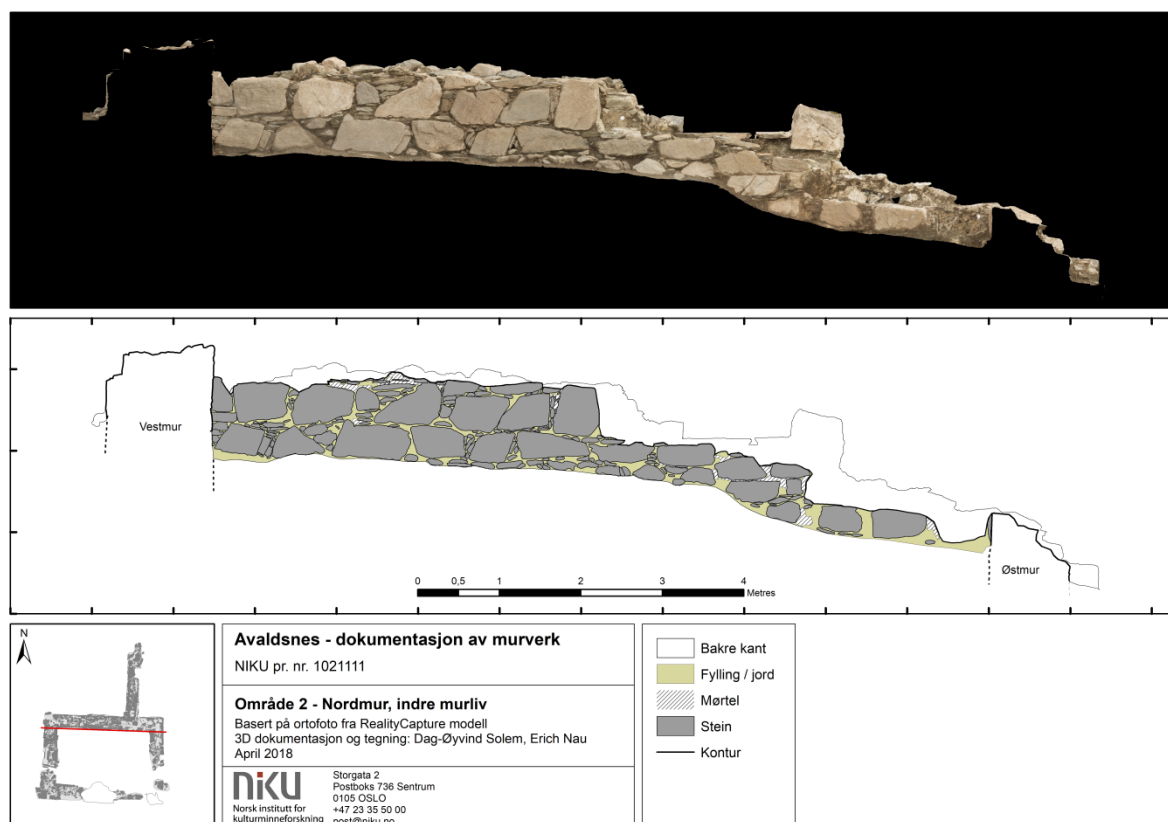 Vestmur
Østmur
0 0,5 1 2 3 4
Metres
N
Avaldsnes - dokumentasjon av murverk
NIKU pr. nr. 1021111
Område 2 - Nordmur, indre murliv
Basert på ortofoto fra RealityCapture modell
3D dokumentasjon og tegning: Dag-Øyvind Solem, Erich Nau
April 2018
niku
Norsk institutt for
kulturminneforskning
Storgata 2
Postboks 736 Sentrum
0105 OSLO
+47 23 35 50 00
post@niku.no
Bakre kant
Fylling / jord
Mørtel
Stein
Kontur